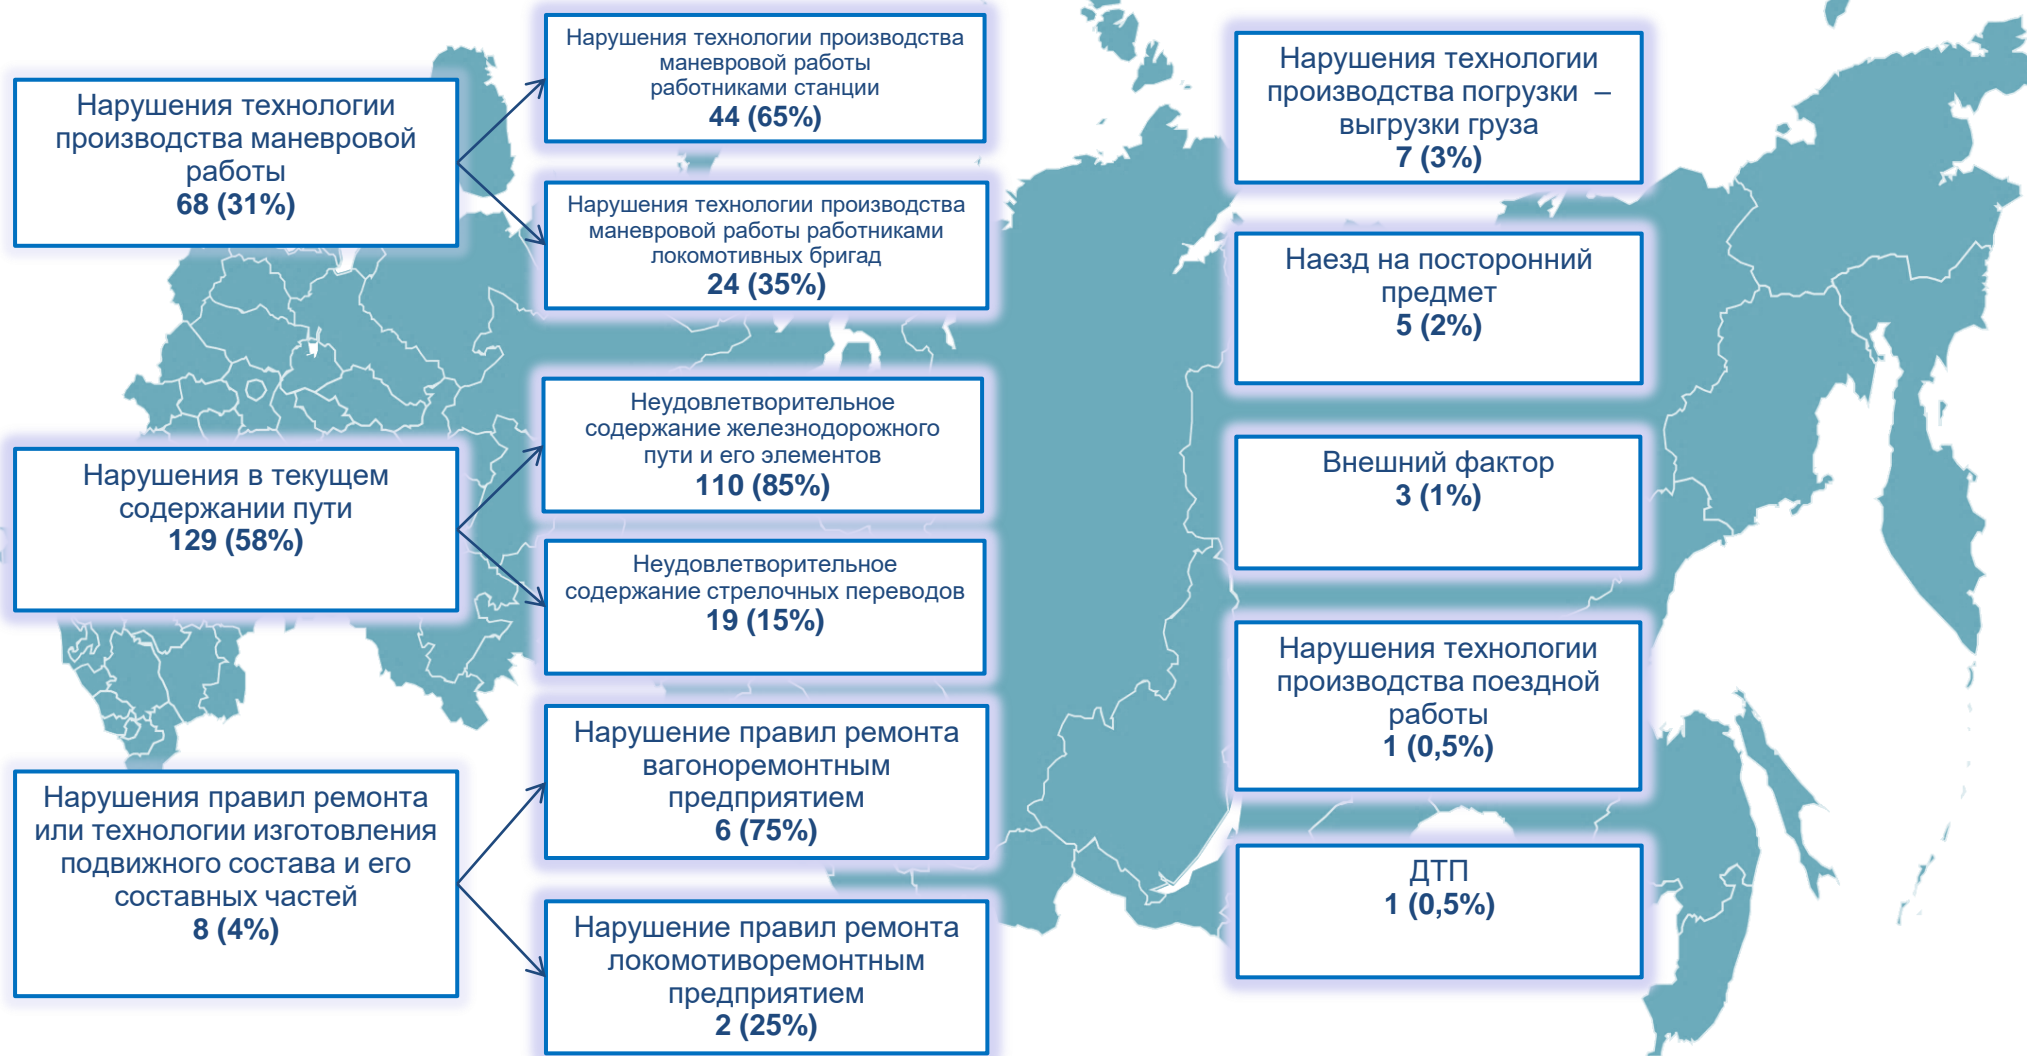 Нарушения технологии
производства маневровой
работы
68 (31%)
Нарушения технологии производства
маневровой работы
работниками станции
44 (65%)
Нарушения технологии производства
маневровой работы работниками
локомотивных бригад
24 (35%)
Нарушения в текущем
содержании пути
129 (58%)
Неудовлетворительное
содержание железнодорожного
пути и его элементов
110 (85%)
Неудовлетворительное
содержание стрелочных переводов
19 (15%)
Нарушения правил ремонта
или технологии изготовления
подвижного состава и его
составных частей
8 (4%)
Нарушение правил ремонта
вагоноремонтным
предприятием
6 (75%)
Нарушение правил ремонта
локомотиворемонтным
предприятием
2 (25%)
Нарушения технологии
производства погрузки –
выгрузки груза
7 (3%)
Наезд на посторонний
предмет
5 (2%)
Внешний фактор
3 (1%)
Нарушения технологии
производства поездной
работы
1 (0,5%)
ДТП
1 (0,5%)